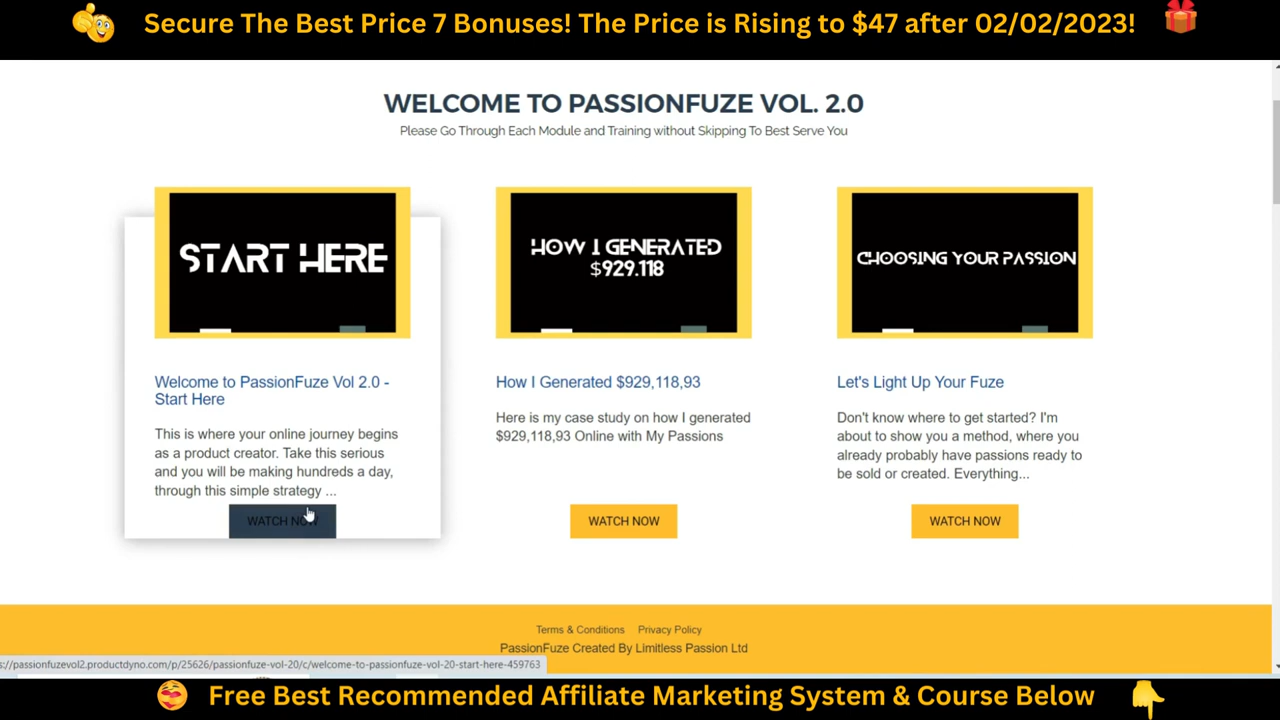 Secure The Best Price 7 Bonuses! The Price is Rising to $47 after 02/02/2023!
WELCOME TO PASSIONFUZE VOL. 2.0
Please Go Through Each Module and Training without Skipping To Best Serve You
START HERE
Welcome to PassionFuze Vol 2.0 -
Start Here
This is where your online journey begins
as a product creator. Take this serious
and you will be making hundreds a day,
through this simple strategy ...
WATCH NOW
HOW I GENERATED
$929.118
How I Generated $929,118,93
Here is my case study on how I generated
$929,118,93 Online with My Passions
WATCH NOW
CHOOSING YOUR PASSION
Let's Light Up Your Fuze
Don't know where to get started? I'm
about to show you a method, where you
already probably have passions ready to
be sold or created. Everything...
WATCH NOW
Terms & Conditions Privacy Policy
PassionFuze Created By Limitless Passion Ltd
s://passionfuzevol2.productdyno.com/p/25626/passionfuze-vol-20/c/welcome-to-passionfuze-vol-20-start-here-459763
Free Best Recommended Affiliate Marketing System & Course Below